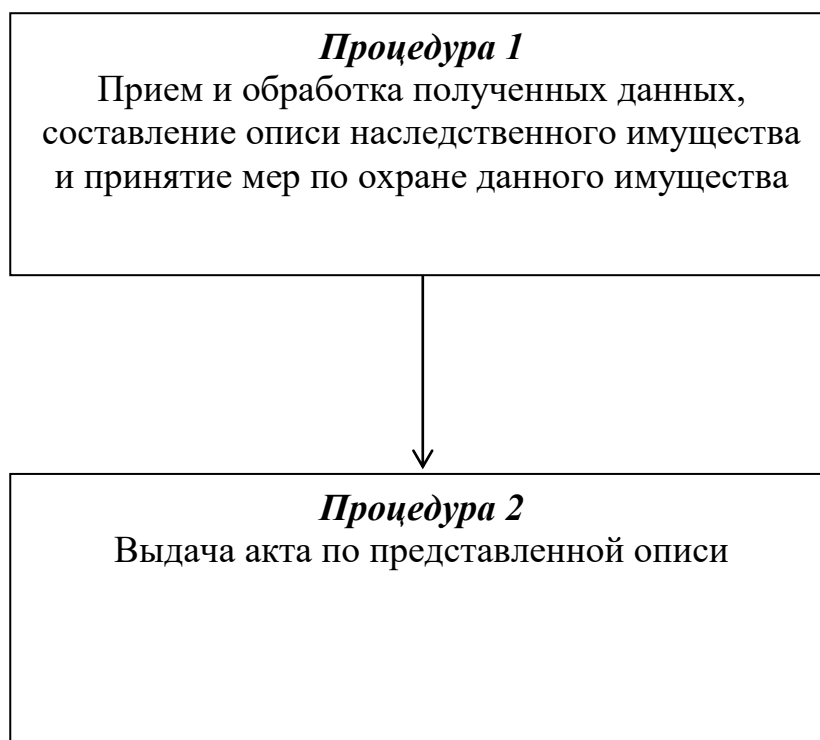 Процедура 1
Прием и обработка полученных данных,
составление описи наследственного имущества
и принятие мер по охране данного имущества
Процедура 2
Выдача акта по представленной описи